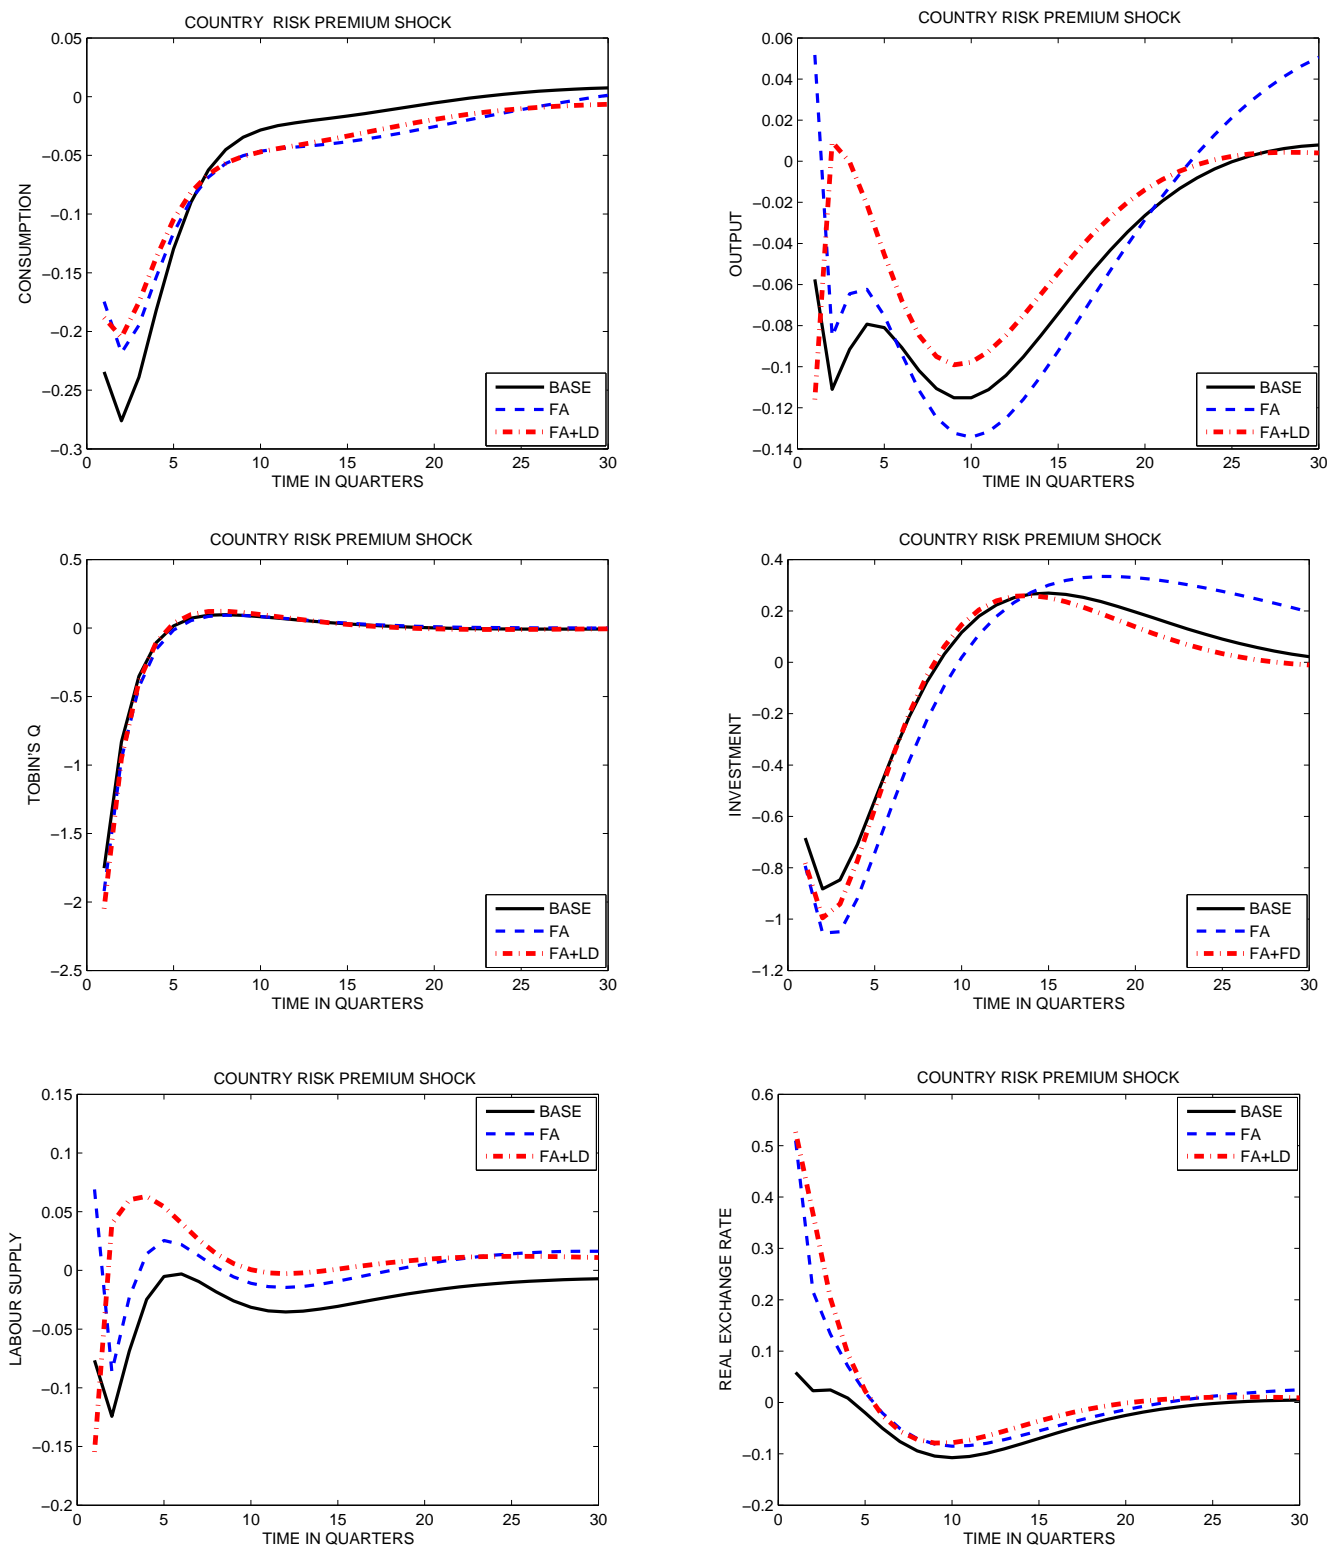 COUNTRY  RISK PREMIUM SHOCK
0.05
0
−0.05
−0.1
−0.15
−0.2
−0.25
−0.3
CONSUMPTION
BASE
FA
FA+LD
0 5 10 15 20 25 30
TIME IN QUARTERS
COUNTRY RISK PREMIUM SHOCK
0.06
0.04
0.02
0
−0.02
−0.04
−0.06
−0.08
−0.1
−0.12
−0.14
OUTPUT
BASE
FA
FA+LD
0 5 10 15 20 25 30
TIME IN QUARTERS
COUNTRY RISK PREMIUM SHOCK
0.5
0
−0.5
−1
−1.5
−2
−2.5
TOBIN'S Q
BASE
FA
FA+LD
0 5 10 15 20 25 30
TIME IN QUARTERS
COUNTRY RISK PREMIUM SHOCK
0.4
0.2
0
−0.2
−0.4
−0.6
−0.8
−1
−1.2
INVESTMENT
BASE
FA
FA+FD
0 5 10 15 20 25 30
TIME IN QUARTERS
COUNTRY RISK PREMIUM SHOCK
0.15
0.1
0.05
0
−0.05
−0.1
−0.15
−0.2
LABOUR SUPPLY
BASE
FA
FA+LD
0 5 10 15 20 25 30
TIME IN QUARTERS
COUNTRY RISK PREMIUM SHOCK
0.6
0.5
0.4
0.3
0.2
0.1
0
−0.1
−0.2
REAL EXCHANGE RATE
BASE
FA
FA+LD
0 5 10 15 20 25 30
TIME IN QUARTERS